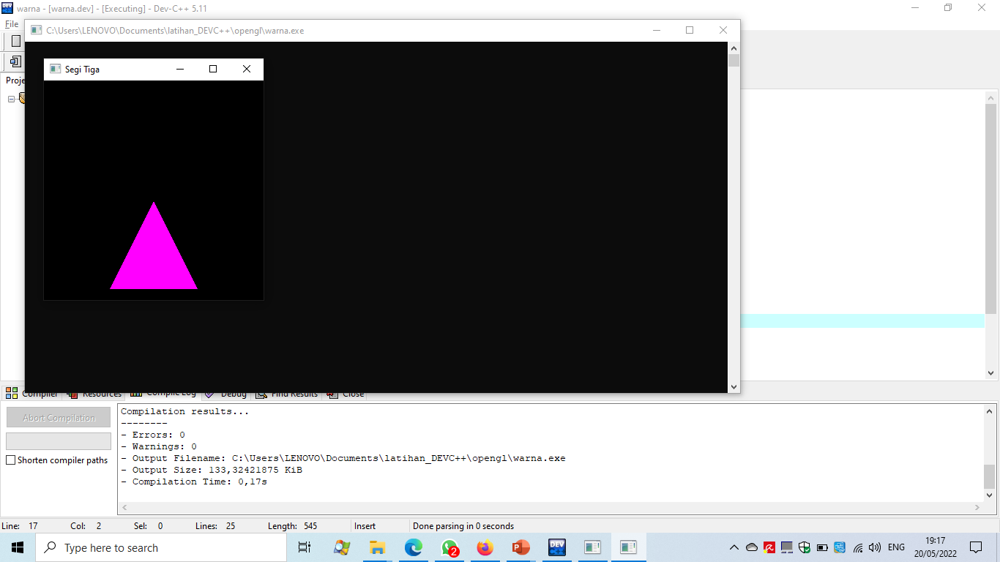 warna - [warna.dev] - [Executing] - Dev-C++ 5.11
File
C:\Users\LENOVO\Documents\latihan_DEVC++\opengl\warna.exe
Segi Tiga
Compiler
Resources
Compile Log
Debug
Find Results
Close
Abort Compilation
Shorten compiler paths
Compilation results...
--------
- Errors: 0
- Warnings: 0
- Output Filename: C:\Users\LENOVO\Documents\latihan_DEVC++\opengl\warna.exe
- Output Size: 133,32421875 KiB
- Compilation Time: 0,17s
Line: 17 Col: 2 Sel: 0 Lines: 25 Length: 545 Insert Done parsing in 0 seconds
Type here to search
2
DEV
ENG
19:17
20/05/2022